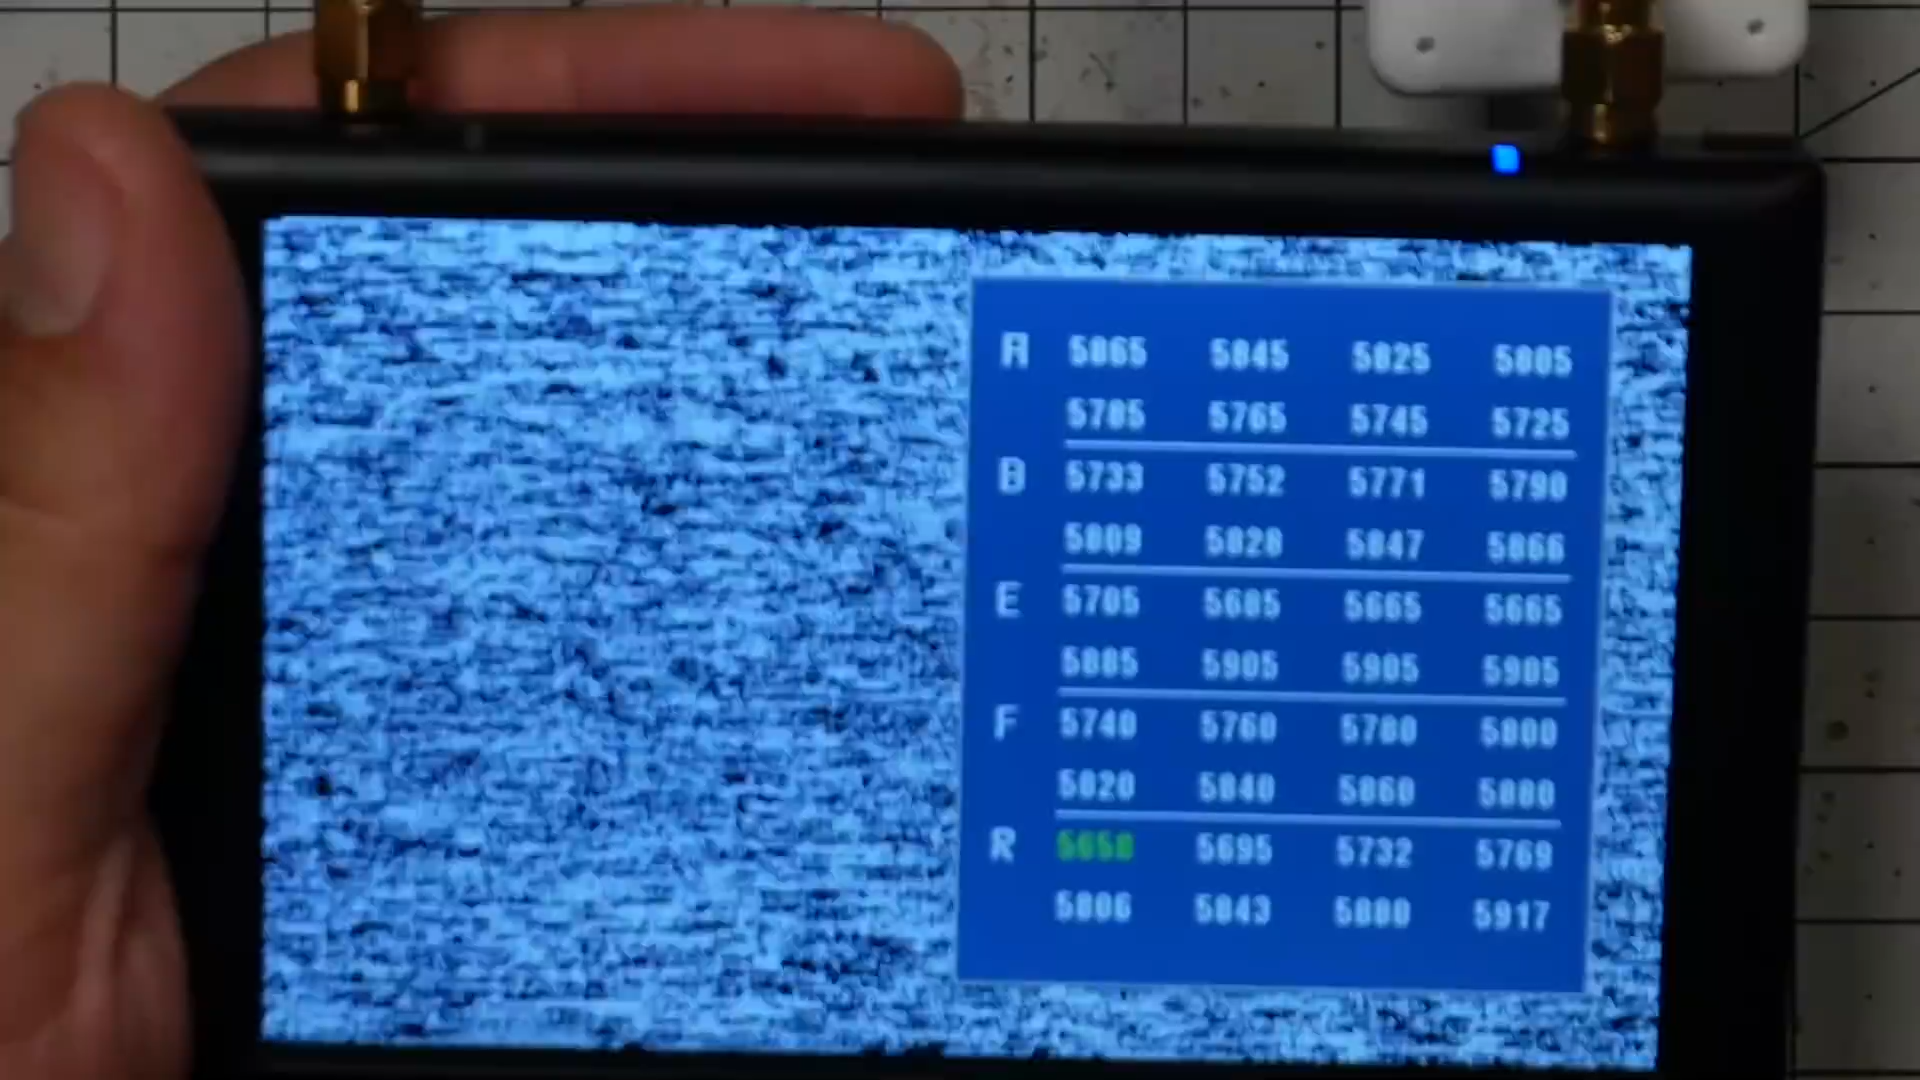 A 5865 5845 5825 5805
5785 5765 5745 5725
B 5733 5752 5771 5790
5809 5828 5847 5866
E 5705 5685 5665 5665
5885 5905 5905 5905
F 5740 5760 5780 5800
5820 5840 5860 5880
R 5658 5695 5732 5769
5806 5843 5880 5917